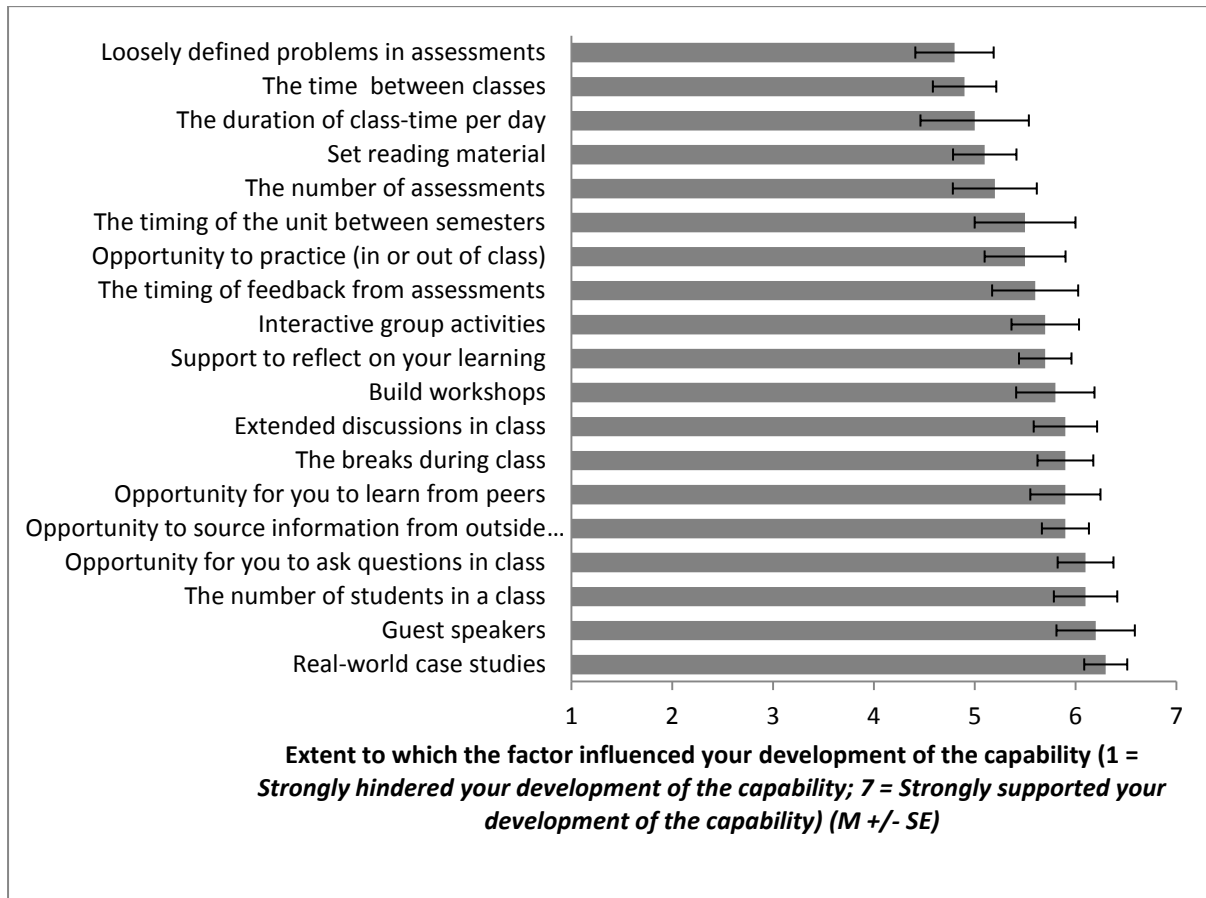 Loosely defined problems in assessments
The time  between classes
The duration of class-time per day
Set reading material
The number of assessments
The timing of the unit between semesters
Opportunity to practice (in or out of class)
The timing of feedback from assessments
Interactive group activities
Support to reflect on your learning
Build workshops
Extended discussions in class
The breaks during class
Opportunity for you to learn from peers
Opportunity to source information from outside…
Opportunity for you to ask questions in class
The number of students in a class
Guest speakers
Real-world case studies
1 2 3 4 5 6 7
Extent to which the factor influenced your development of the capability (1 =
Strongly hindered your development of the capability; 7 = Strongly supported your
development of the capability) (M +/- SE)